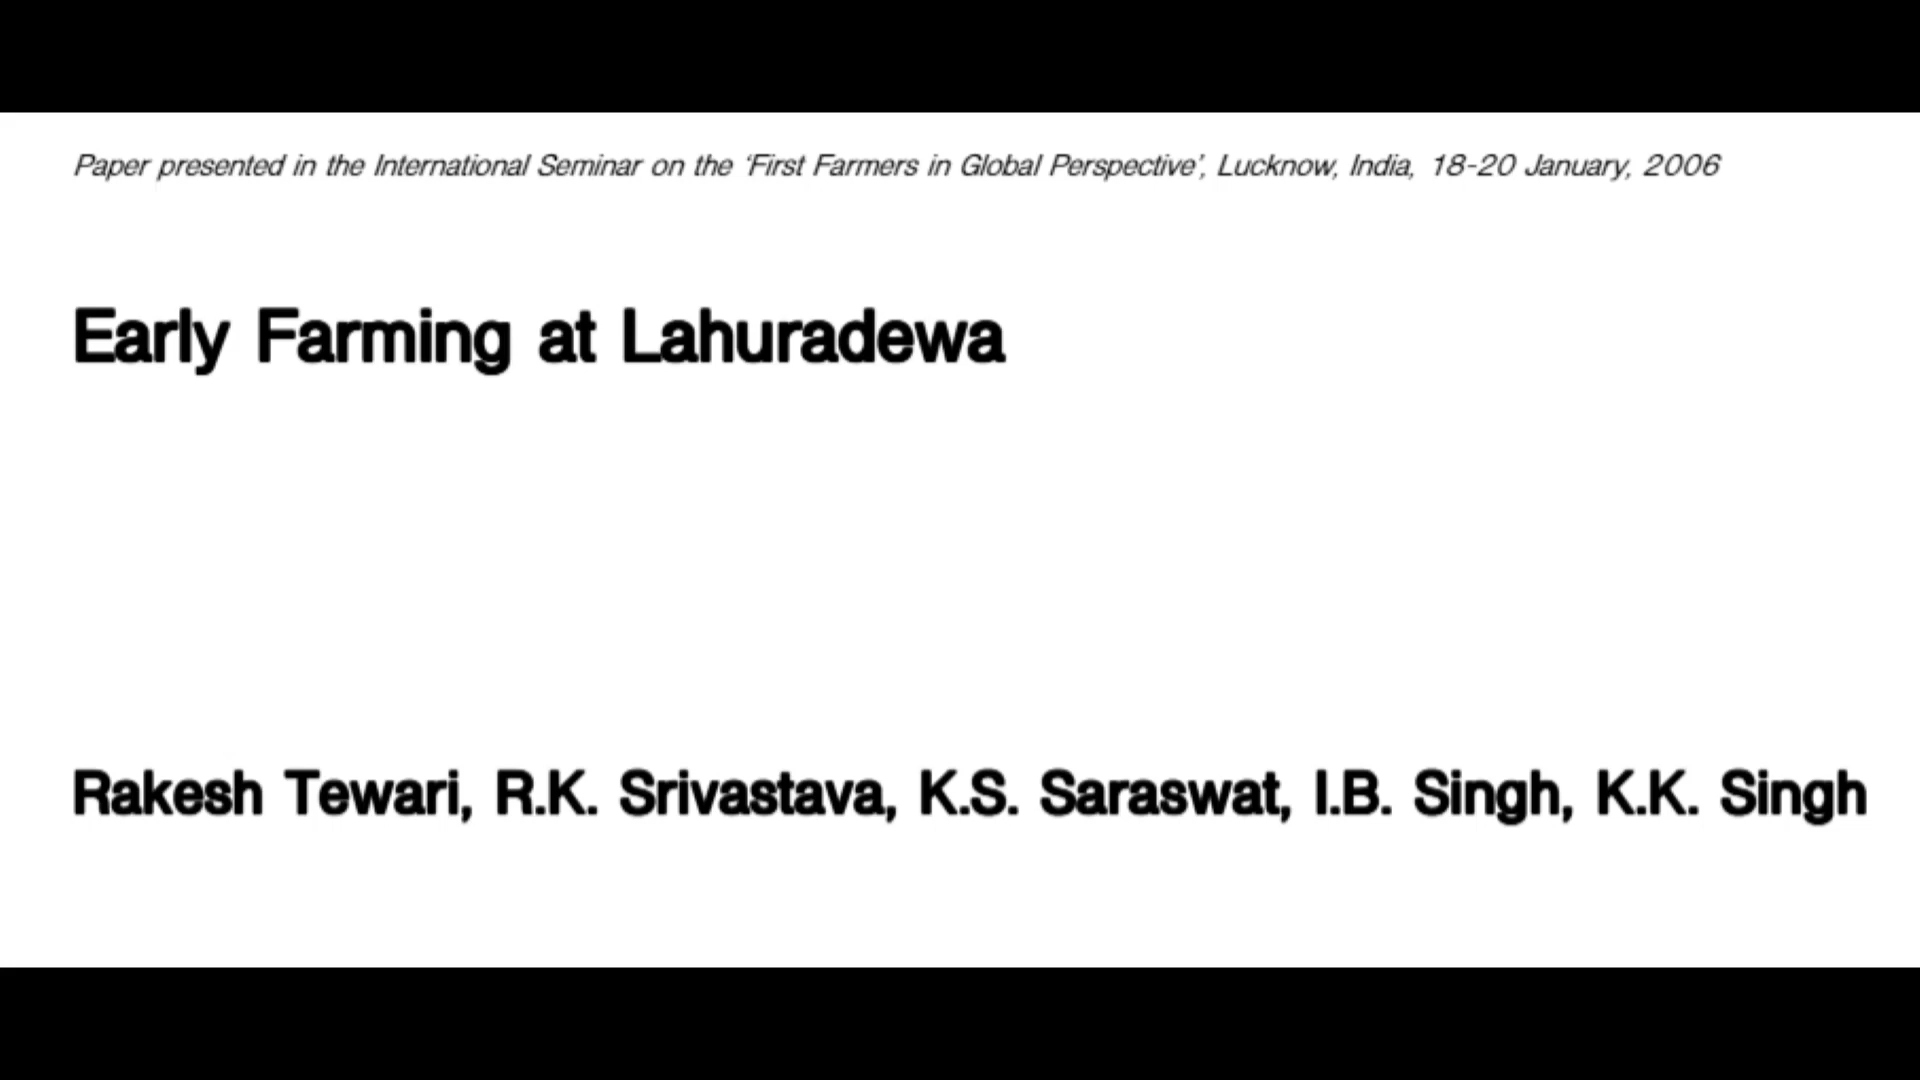 Paper presented in the International Seminar on the ‘First Farmers in Global Perspective’, Lucknow, India, 18-20 January, 2006
Early Farming at Lahuradewa
Rakesh Tewari, R.K. Srivastava, K.S. Saraswat, I.B. Singh, K.K. Singh